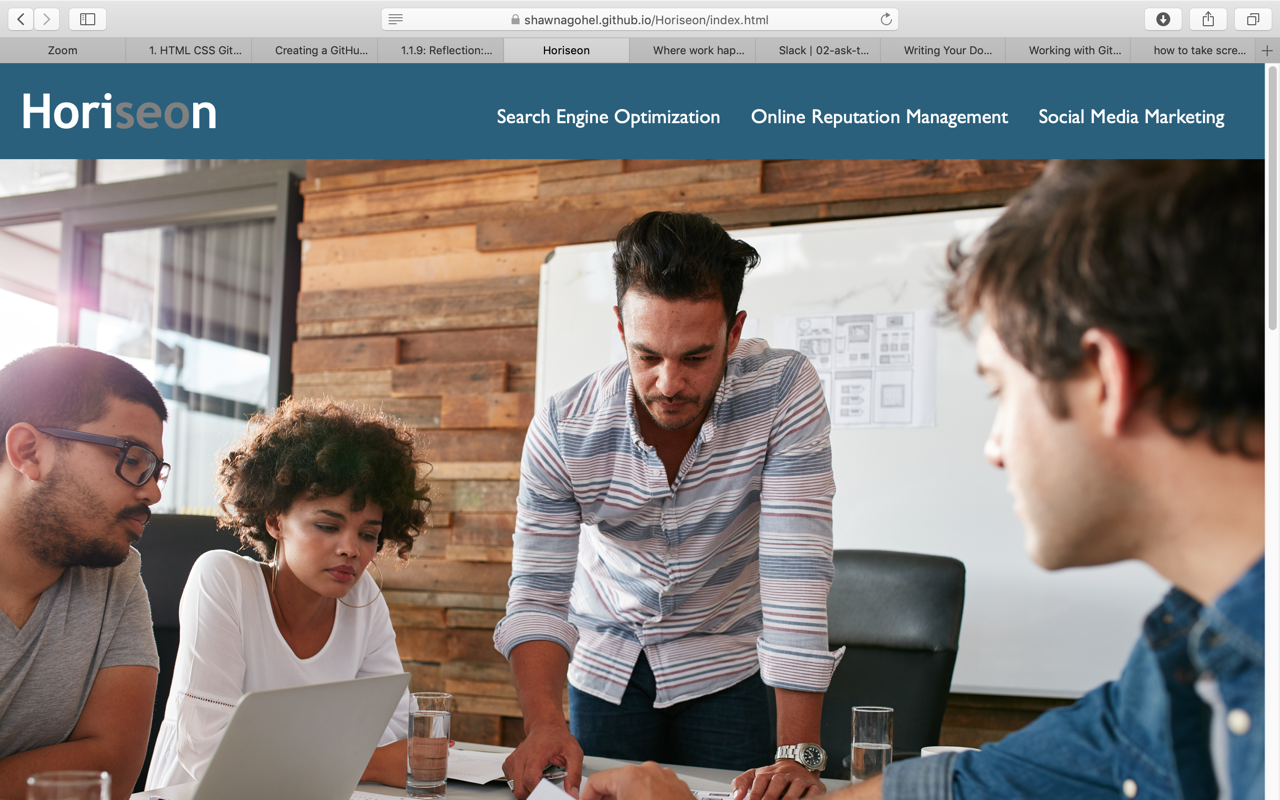 shawnagohel.github.io/Horiseon/index.html
Zoom
1. HTML CSS Git...
Creating a GitHu...
1.1.9: Reflection:...
Horiseon
Where work hap...
Slack | 02-ask-t...
Writing Your Do...
Working with Git...
how to take scre...
Horiseon
Search Engine Optimization
Online Reputation Management
Social Media Marketing